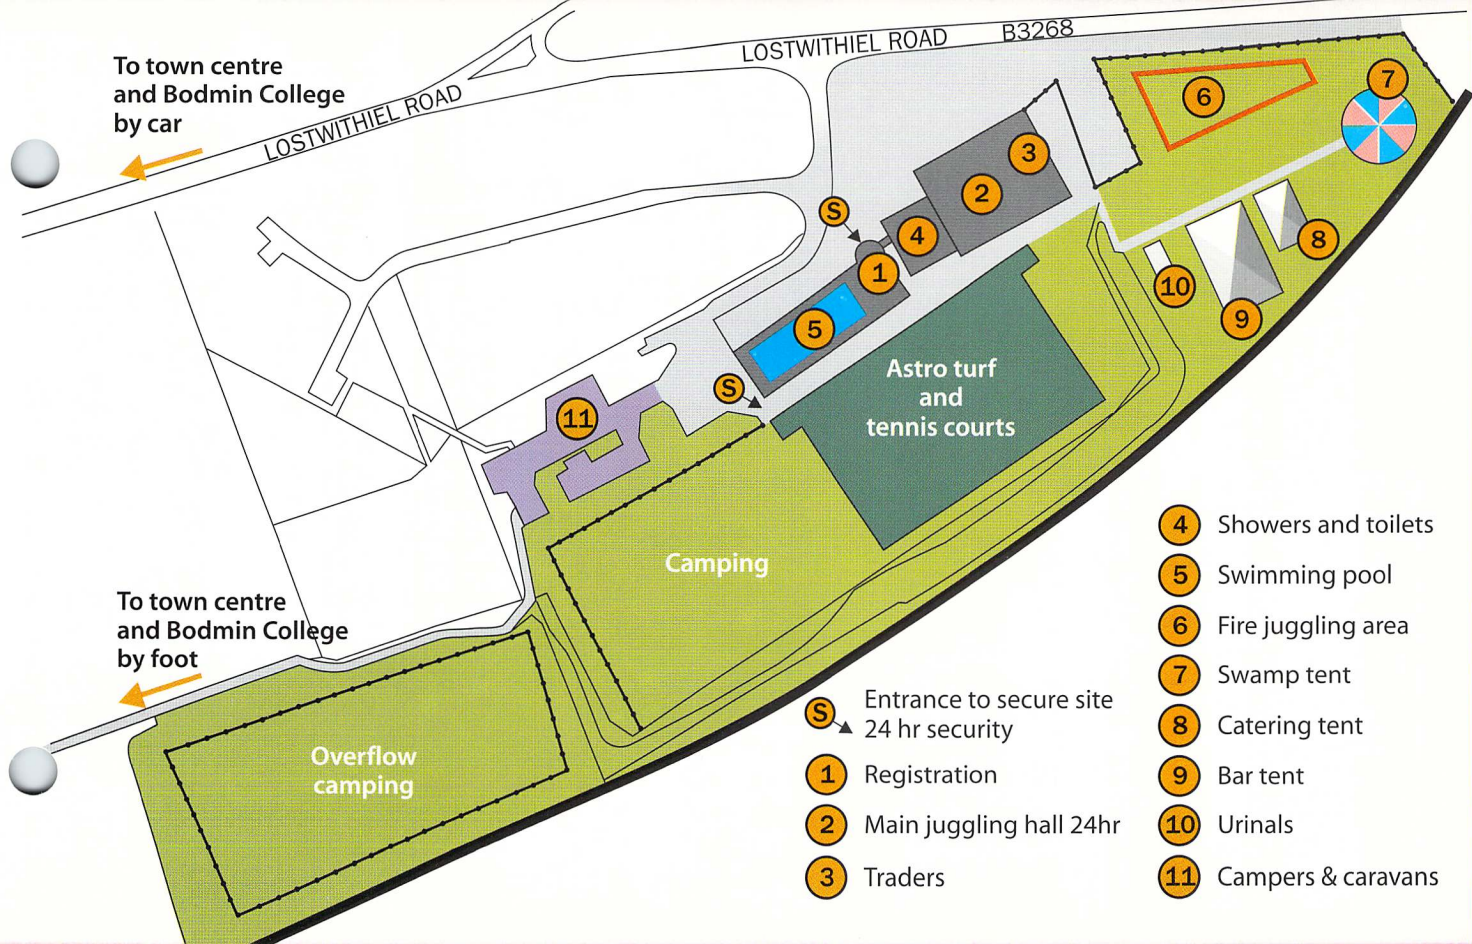 To town centre
and Bodmin College
by car
LOSTWITHIEL ROAD
LOSTWITHIEL ROAD B3268
6
7
3
2
S
4
1
5
8
10
9
S
11
Astro turf
and
tennis courts
Camping
To town centre
and Bodmin College
by foot
Overflow
camping
S Entrance to secure site
24 hr security
1 Registration
2 Main juggling hall 24hr
3 Traders
4 Showers and toilets
5 Swimming pool
6 Fire juggling area
7 Swamp tent
8 Catering tent
9 Bar tent
10 Urinals
11 Campers & caravans